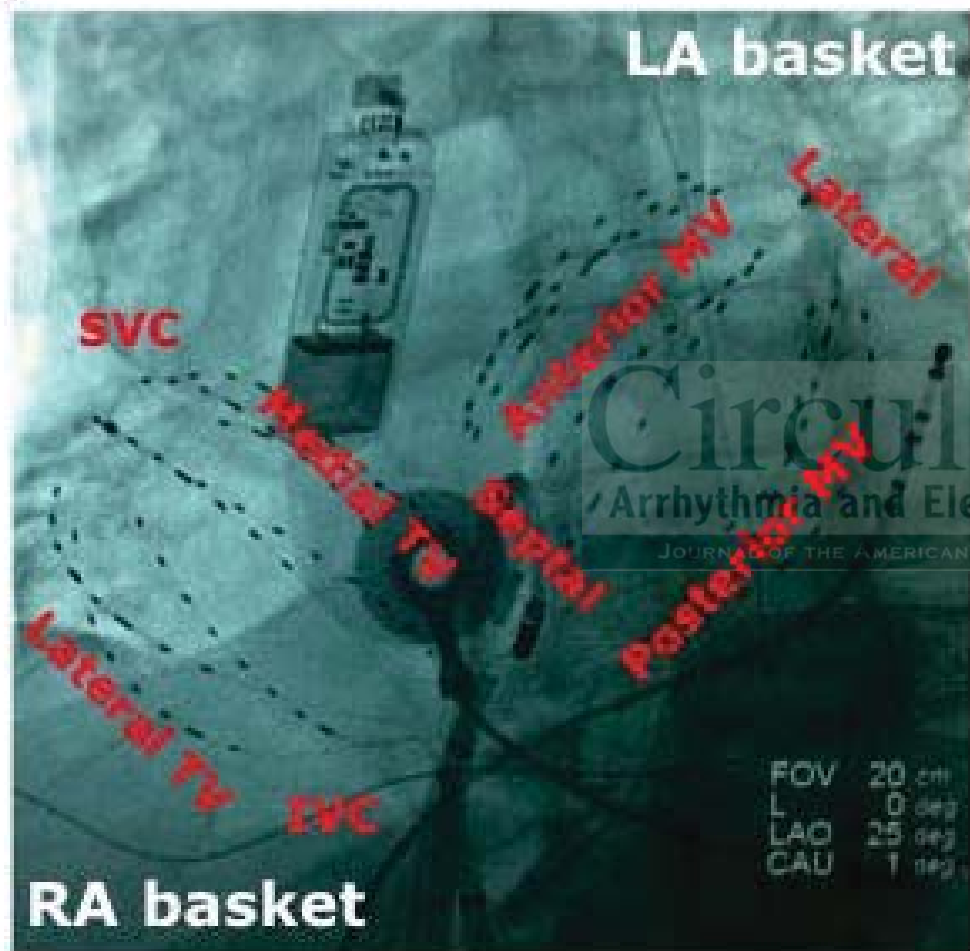 LA basket
Lateral
Anterior MV
SVC
Medial TV
Septal
Posterior MV
Lateral TV
IVC
Circul
Arrhythmia and Ele
JOURNAL OF THE AMERICAN
FOV 20 cm
L 0 deg
LAO 25 deg
CAU 1 deg
RA basket